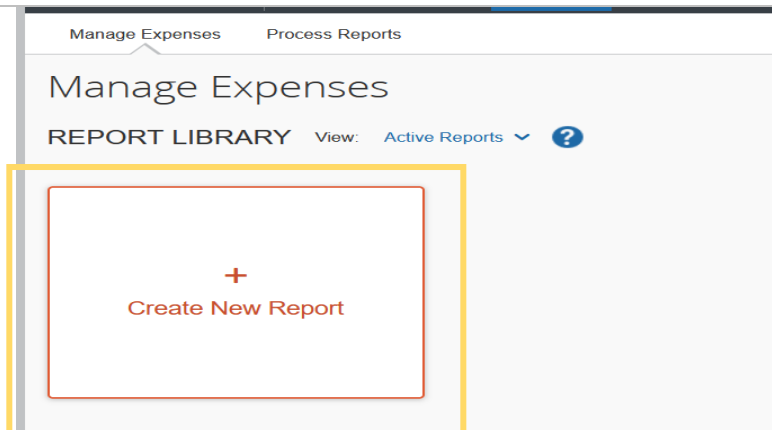 Manage Expenses Process Reports
Manage Expenses
REPORT LIBRARY View: Active Reports ?
+
Create New Report